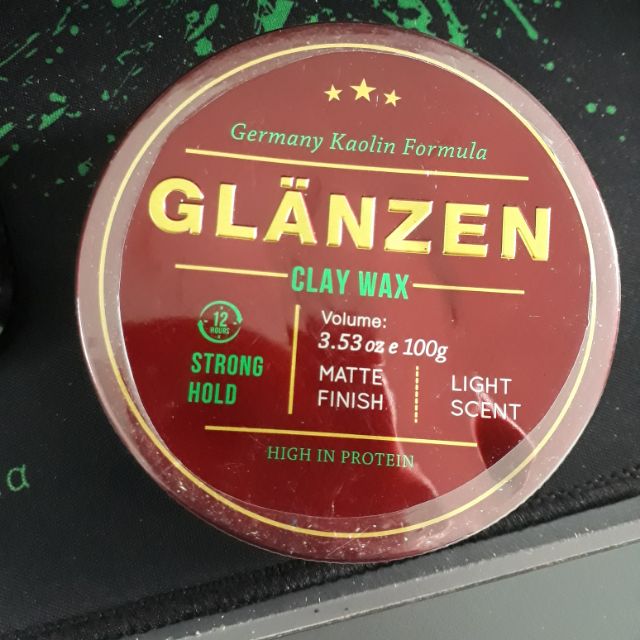 Germany Kaolin Formula
GLÄNZEN
CLAY WAX
12
HOURS
STRONG
HOLD
Volume:
3.53 oz e 100g
MATTE
FINISH
LIGHT
SCENT
HIGH IN PROTEIN